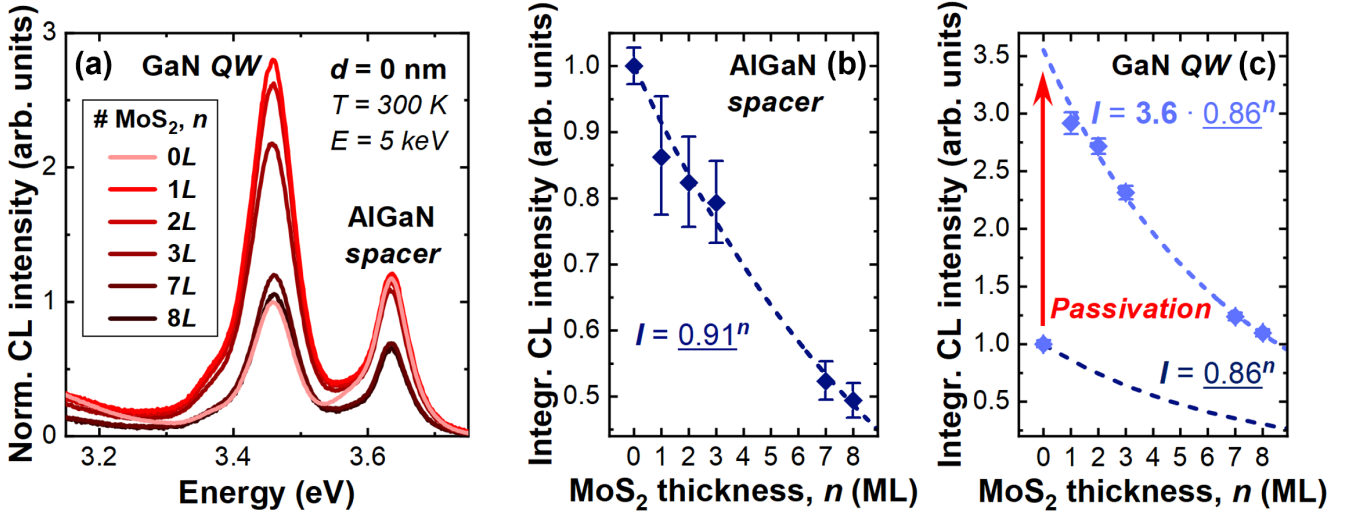 (a)
GaN QW
d = 0 nm
T = 300 K
E = 5 keV
# MoS₂, n
0L
1L
2L
3L
7L
8L
AlGaN
spacer
Norm. CL intensity (arb. units)
3
2
1
0
3.2 3.4 3.6
Energy (eV)
AlGaN (b)
spacer
I = 0.91ⁿ
Integr. CL intensity (arb. units)
1.0
0.9
0.8
0.7
0.6
0.5
0 1 2 3 4 5 6 7 8
MoS₂ thickness, n (ML)
GaN QW (c)
I = 3.6 · 0.86ⁿ
Passivation
I = 0.86ⁿ
Integr. CL intensity (arb. units)
3.5
3.0
2.5
2.0
1.5
1.0
0.5
0 1 2 3 4 5 6 7 8
MoS₂ thickness, n (ML)